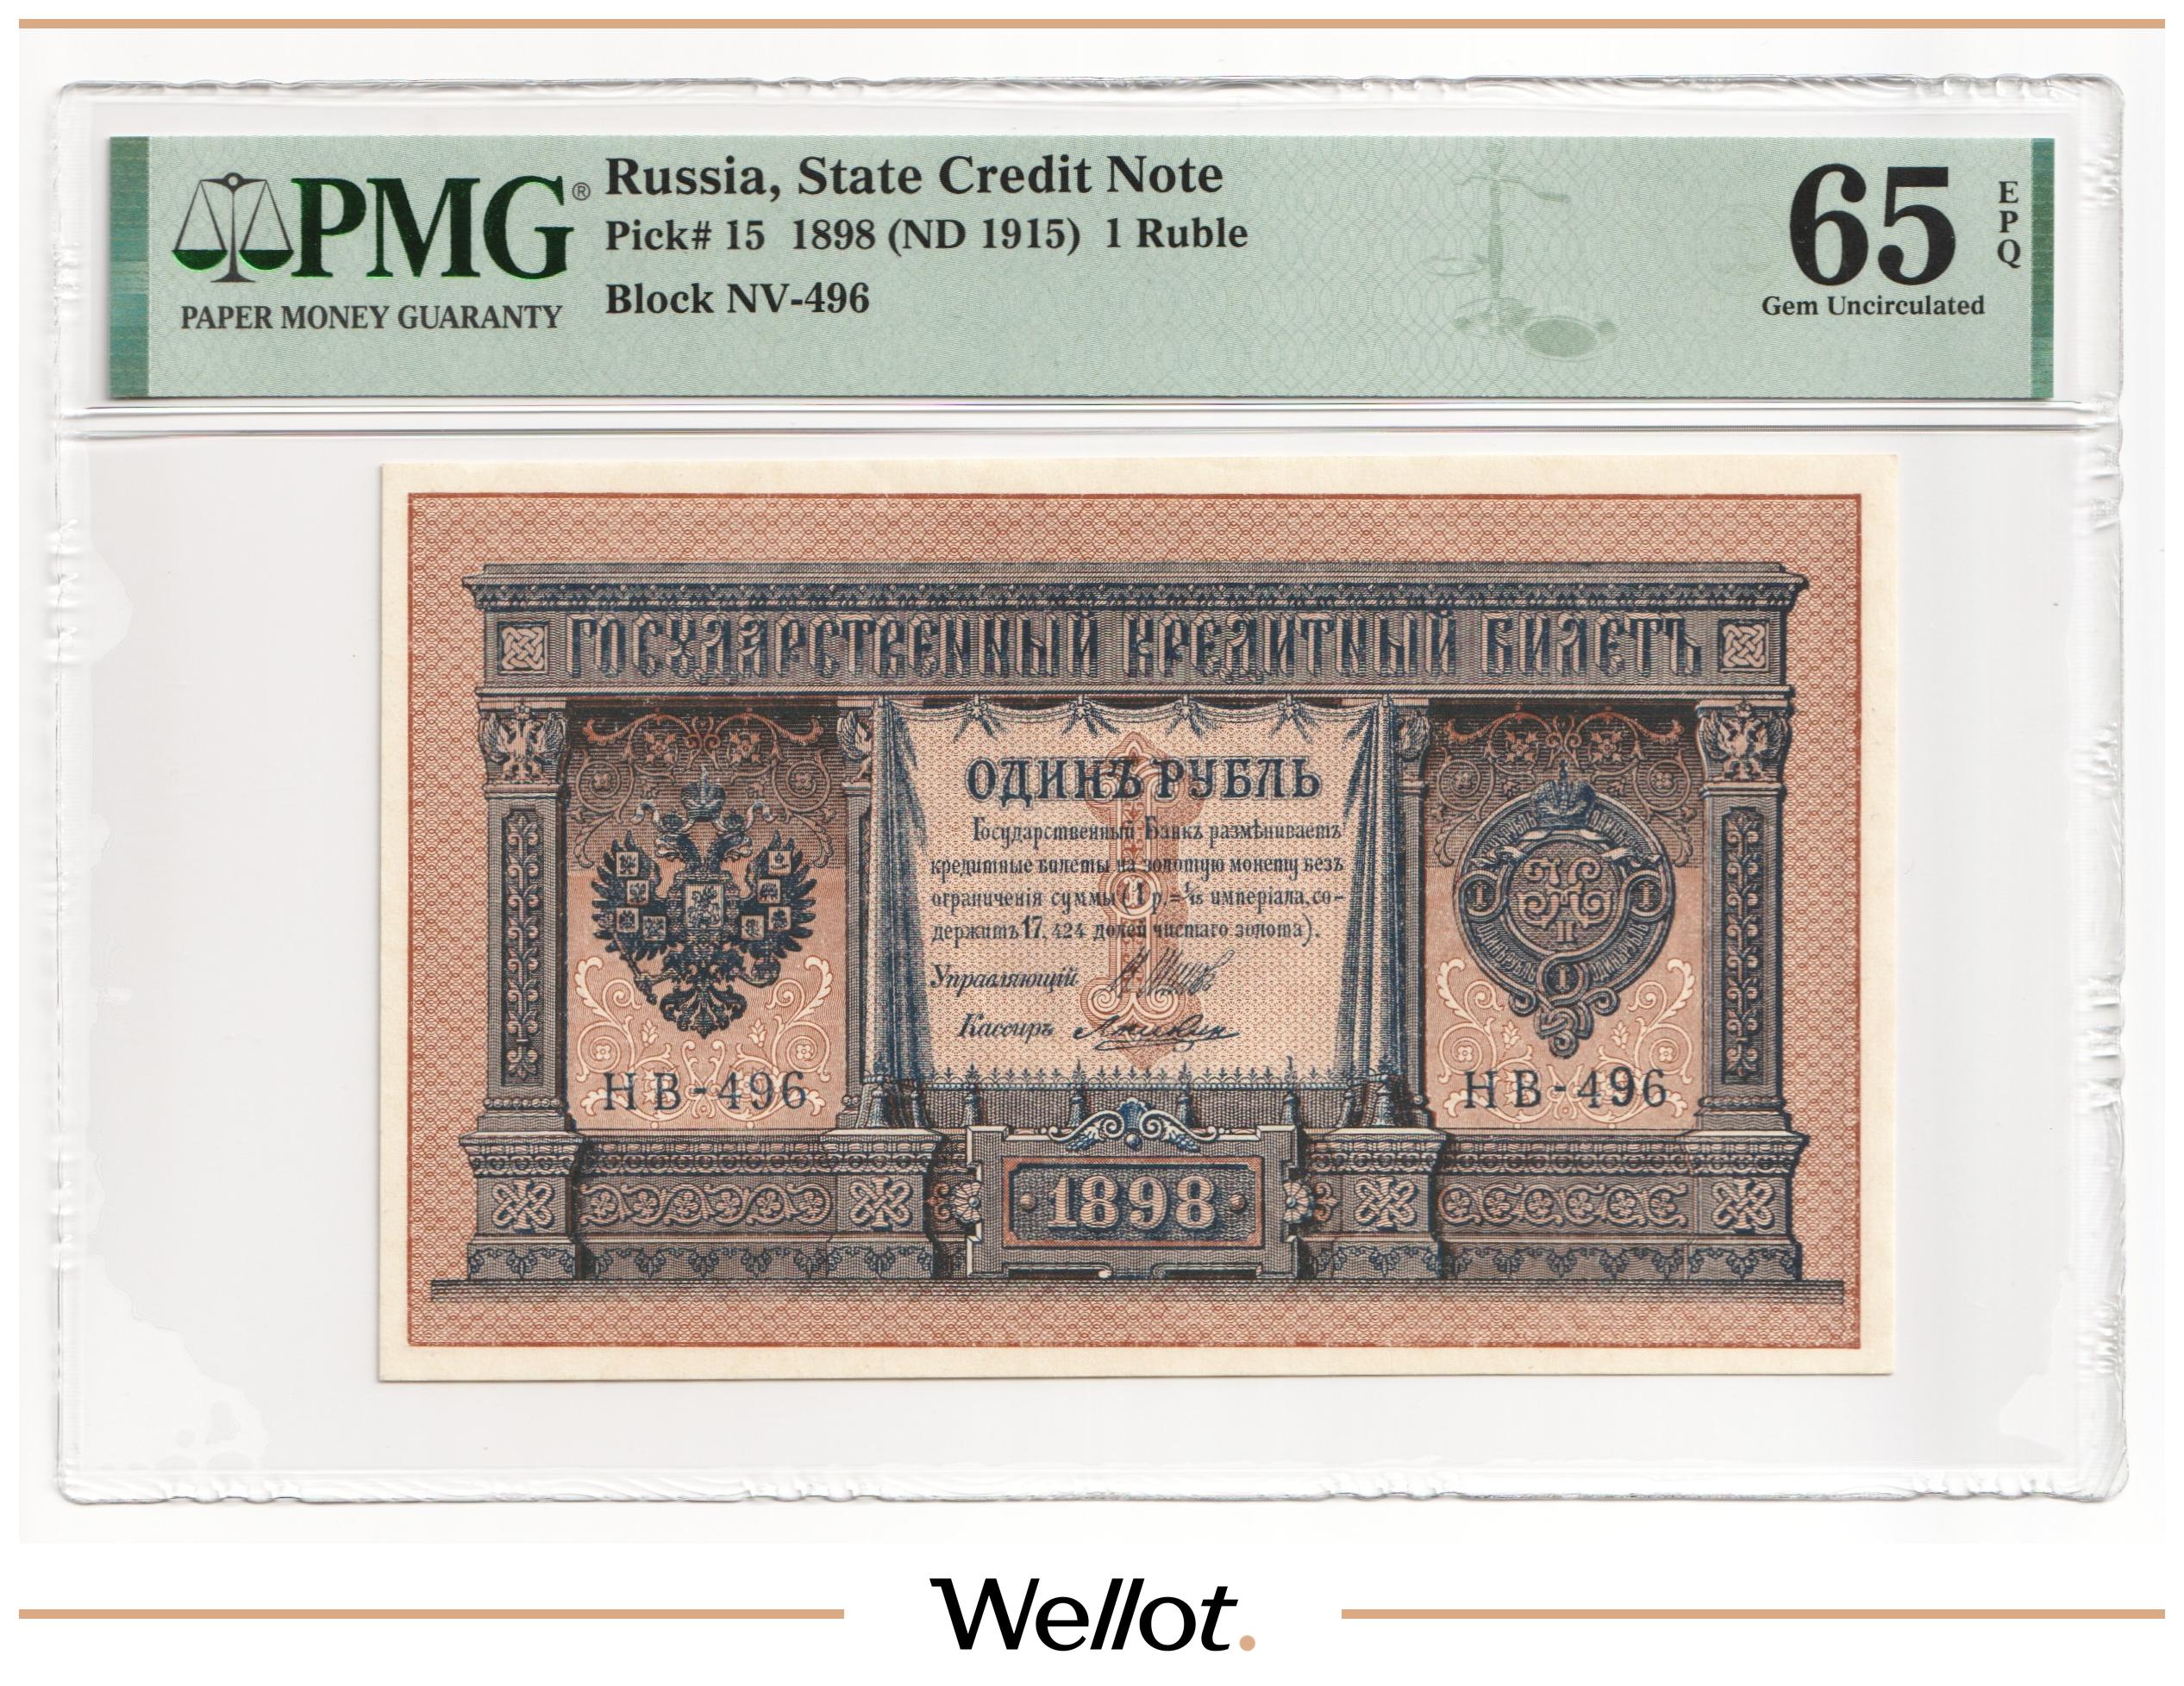 PMG®
PAPER MONEY GUARANTY
Russia, State Credit Note
Pick# 15 1898 (ND 1915) 1 Ruble
Block NV-496
65
EPQ
Gem Uncirculated
ГОСУДАРСТВЕННЫЙ КРЕДИТНЫЙ БИЛЕТЪ
ОДИНЪ РУБЛЬ
Государственный Банкъ размѣниваетъ
кредитные билеты на золотую монету безъ
ограниченія суммы (1 р.= 1/15 имперіала, со-
держитъ 17,424 долей чистаго золота).
Управляющій
Кассиръ
НВ-496
НВ-496
1898
Wellot.